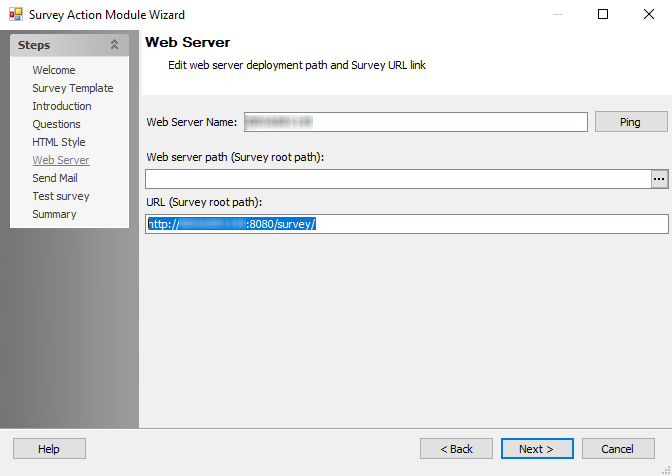 Survey Action Module Wizard
Steps
Welcome
Survey Template
Introduction
Questions
HTML Style
Web Server
Send Mail
Test survey
Summary
Web Server
Edit web server deployment path and Survey URL link
Web Server Name:
Ping
Web server path (Survey root path):
...
URL (Survey root path):
http:// :8080/survey/
Help
< Back
Next >
Cancel